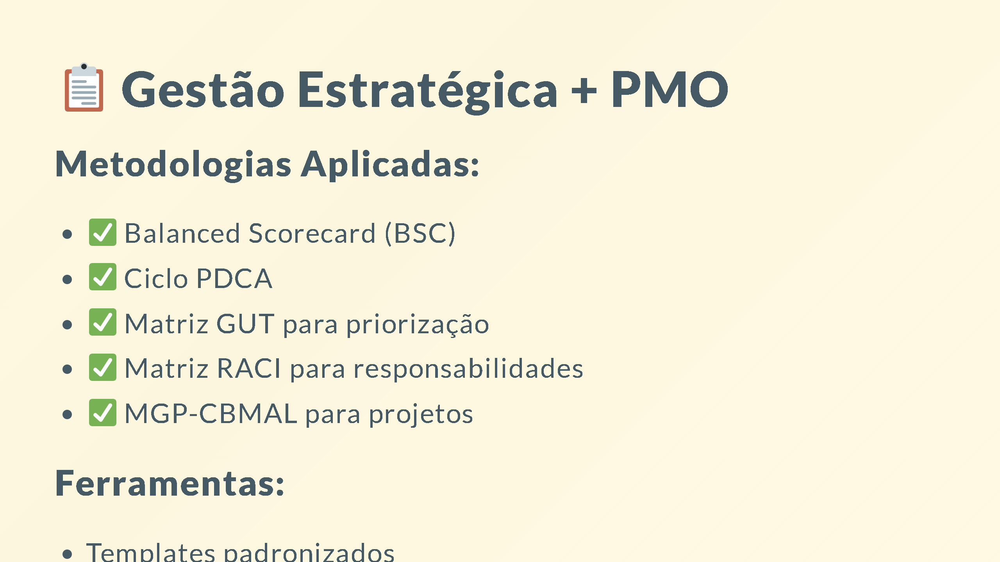 Gestão Estratégica + PMO
Metodologias Aplicadas:
Balanced Scorecard (BSC)
Ciclo PDCA
Matriz GUT para priorização
Matriz RACI para responsabilidades
MGP-CBMAL para projetos
Ferramentas:
Templates padronizados